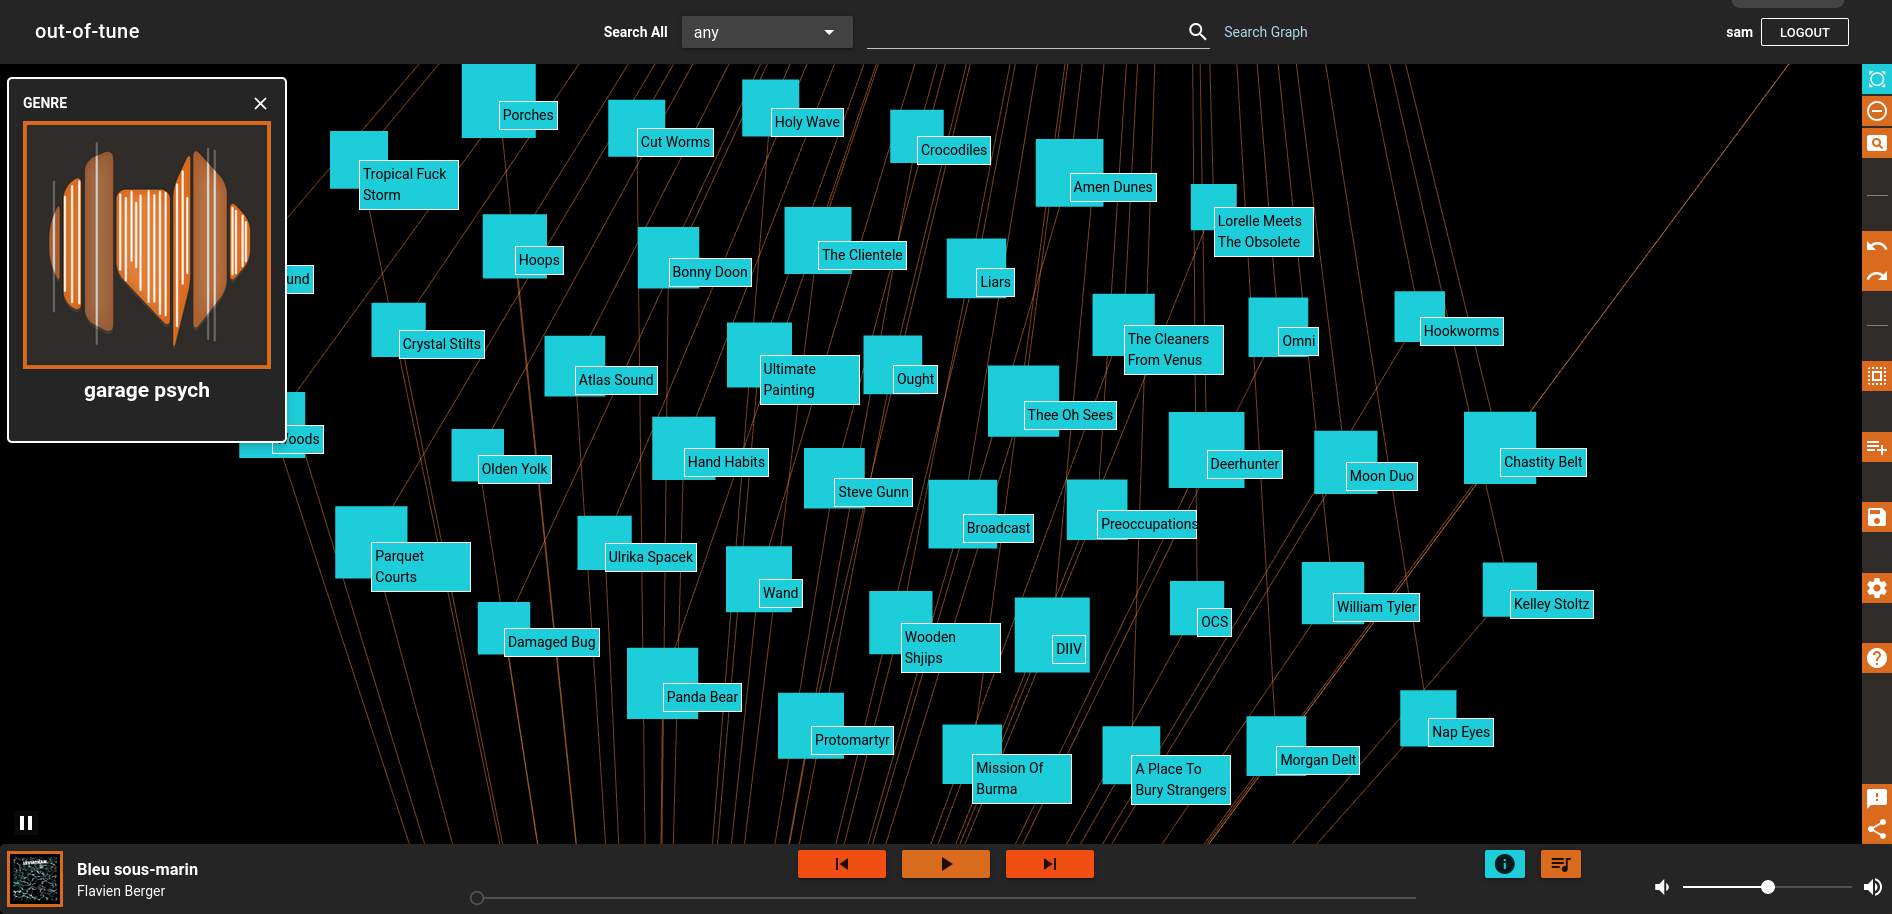 out-of-tune
Search All
any
Search Graph
sam
LOGOUT
GENRE
garage psych
Porches
Cut Worms
Holy Wave
Crocodiles
Tropical Fuck
Storm
Amen Dunes
Lorelle Meets
The Obsolete
Hoops
Bonny Doon
The Clientele
Liars
und
Crystal Stilts
Atlas Sound
Ultimate
Painting
Ought
The Cleaners
From Venus
Omni
Hookworms
Thee Oh Sees
oods
Olden Yolk
Hand Habits
Steve Gunn
Deerhunter
Moon Duo
Chastity Belt
Broadcast
Preoccupations
Parquet
Courts
Ulrika Spacek
Wand
Wooden
Shjips
DIIV
OCS
William Tyler
Kelley Stoltz
Damaged Bug
Panda Bear
Protomartyr
Mission Of
Burma
A Place To
Bury Strangers
Morgan Delt
Nap Eyes
Bleu sous-marin
Flavien Berger